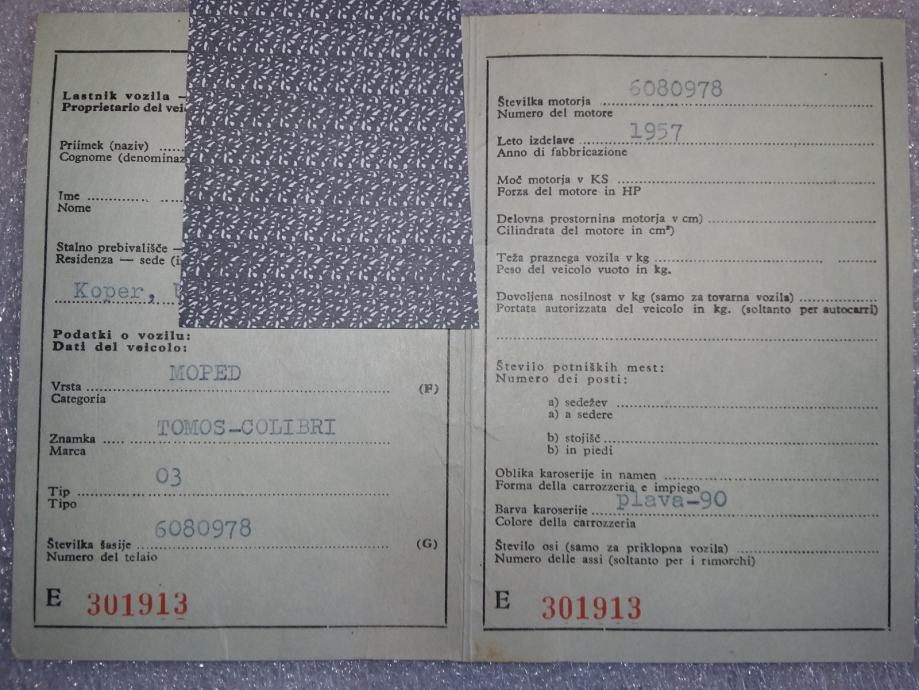 Lastnik vozila –
Proprietario del vei
Priimek (naziv)
Cognome (denominaz
Ime
Nome
Stalno prebivališče —
Residenza — sede (i
Koper,
Podatki o vozilu:
Dati del veicolo:
MOPED
Vrsta (F)
Categoria
TOMOS-COLIBRI
Znamka
Marca
03
Tip
Tipo
6080978
Številka šasije (G)
Numero del telaio
E 301913
6080978
Številka motorja
Numero del motore
1957
Leto izdelave
Anno di fabbricazione
Moč motorja v KS
Forza del motore in HP
Delovna prostornina motorja v cm)
Cilindrata del motore in cm³)
Teža praznega vozila v kg
Peso del veicolo vuoto in kg.
Dovoljena nosilnost v kg (samo za tovarna vozila)
Portata autorizzata del veicolo in kg. (soltanto per autocarri)
Število potniških mest:
Numero dei posti:
a) sedežev
a) a sedere
b) stojišč
b) in piedi
Oblika karoserije in namen
Forma della carrozzeria e impiego
plava-90
Barva karoserije
Colore della carrozzeria
Število osi (samo za priklopna vozila)
Numero delle assi (soltanto per i rimorchi)
E 301913